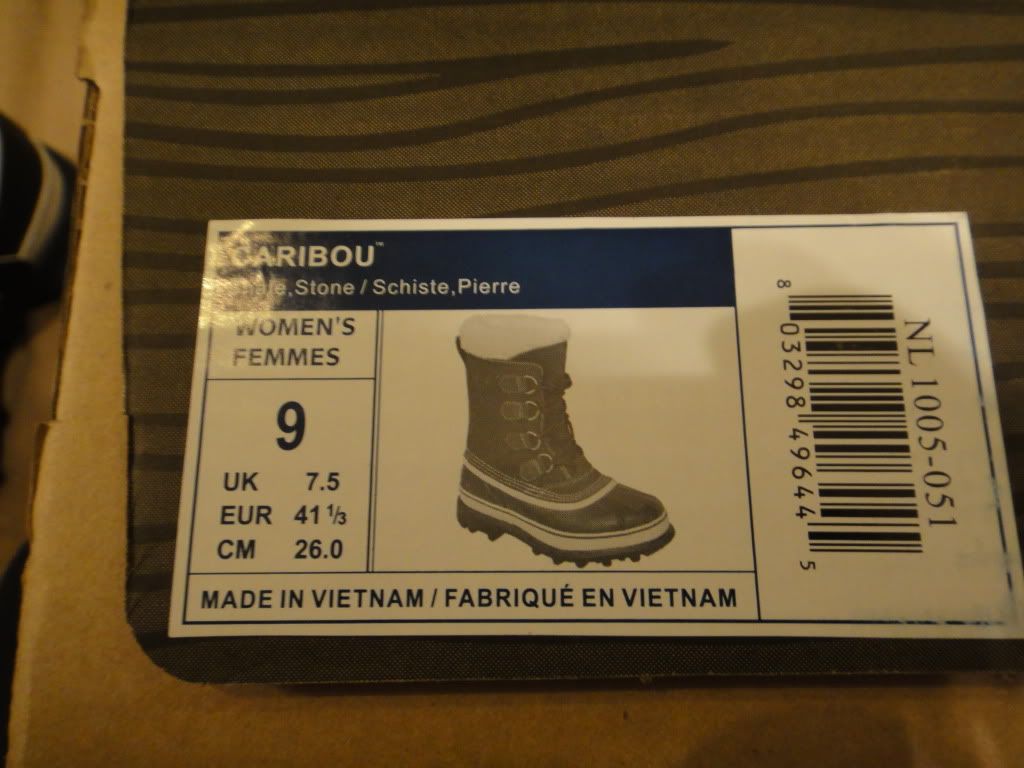 CARIBOU™
Stone / Schiste,Pierre
WOMEN'S
FEMMES
9
UK 7.5
EUR 41 1/3
CM 26.0
MADE IN VIETNAM / FABRIQUÉ EN VIETNAM
8 03298 49644 5
NL 1005-051